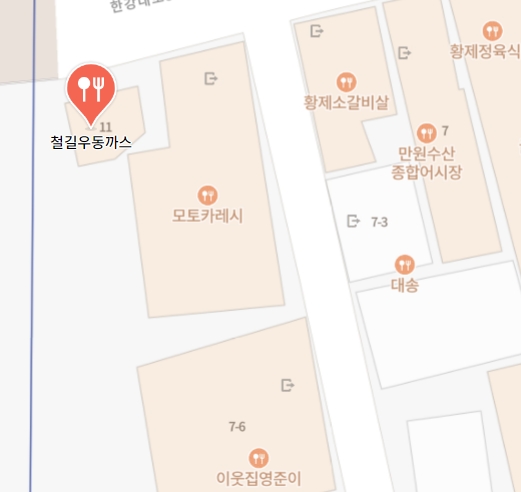 황제정육식
11
철길우동까스
황제소갈비살
7
만원수산
종합어시장
모토카레시
7-3
대송
7-6
이웃집영준이